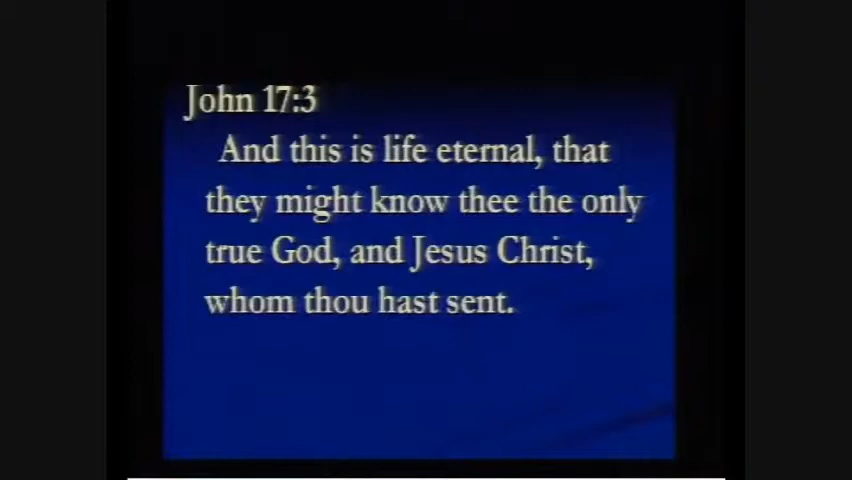 John 17:3
And this is life eternal, that
they might know thee the only
true God, and Jesus Christ,
whom thou hast sent.